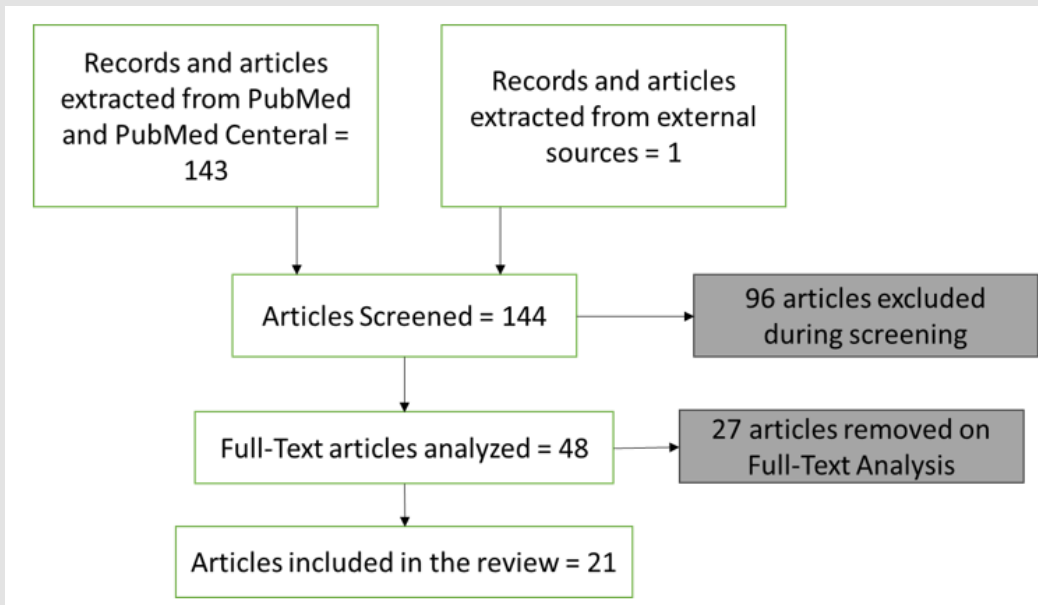 Records and articles
extracted from PubMed
and PubMed Centeral =
143
Records and articles
extracted from external
sources = 1
Articles Screened = 144
96 articles excluded
during screening
Full-Text articles analyzed = 48
27 articles removed on
Full-Text Analysis
Articles included in the review = 21